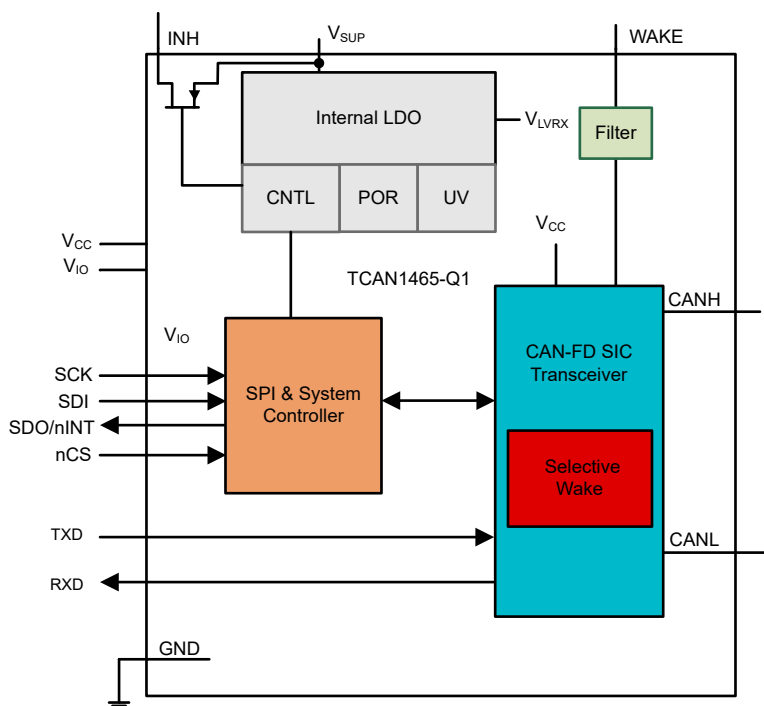 INH
VSUP
WAKE
Internal LDO
VLVRX
Filter
CNTL
POR
UV
VCC
VCC
VIO
TCAN1465-Q1
CANH
VIO
CAN-FD SIC
Transceiver
SCK
SDI
SDO/nINT
nCS
SPI & System
Controller
Selective
Wake
TXD
CANL
RXD
GND